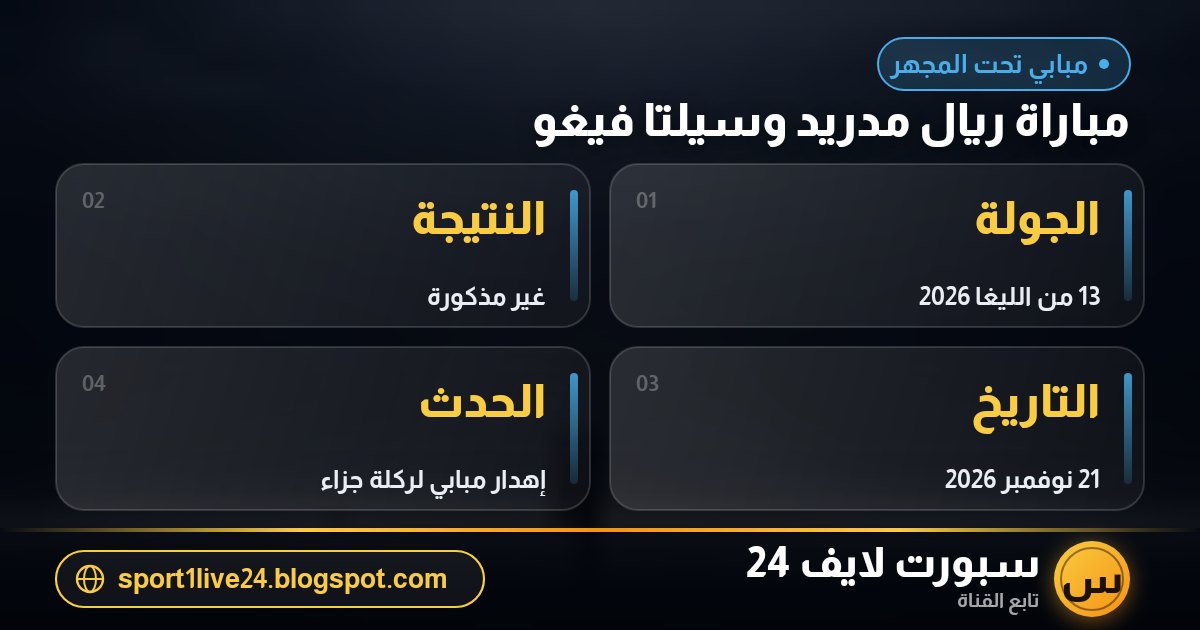 • مبابي تحت المجهر
مباراة ريال مدريد وسيلتا فيغو
01
الجولة
13 من الليغا 2026
02
النتيجة
غير مذكورة
03
التاريخ
21 نوفمبر 2026
04
الحدث
إهدار مبابي لركلة جزاء
س
سبورت لايف 24
تابع القناة
sport1live24.blogspot.com